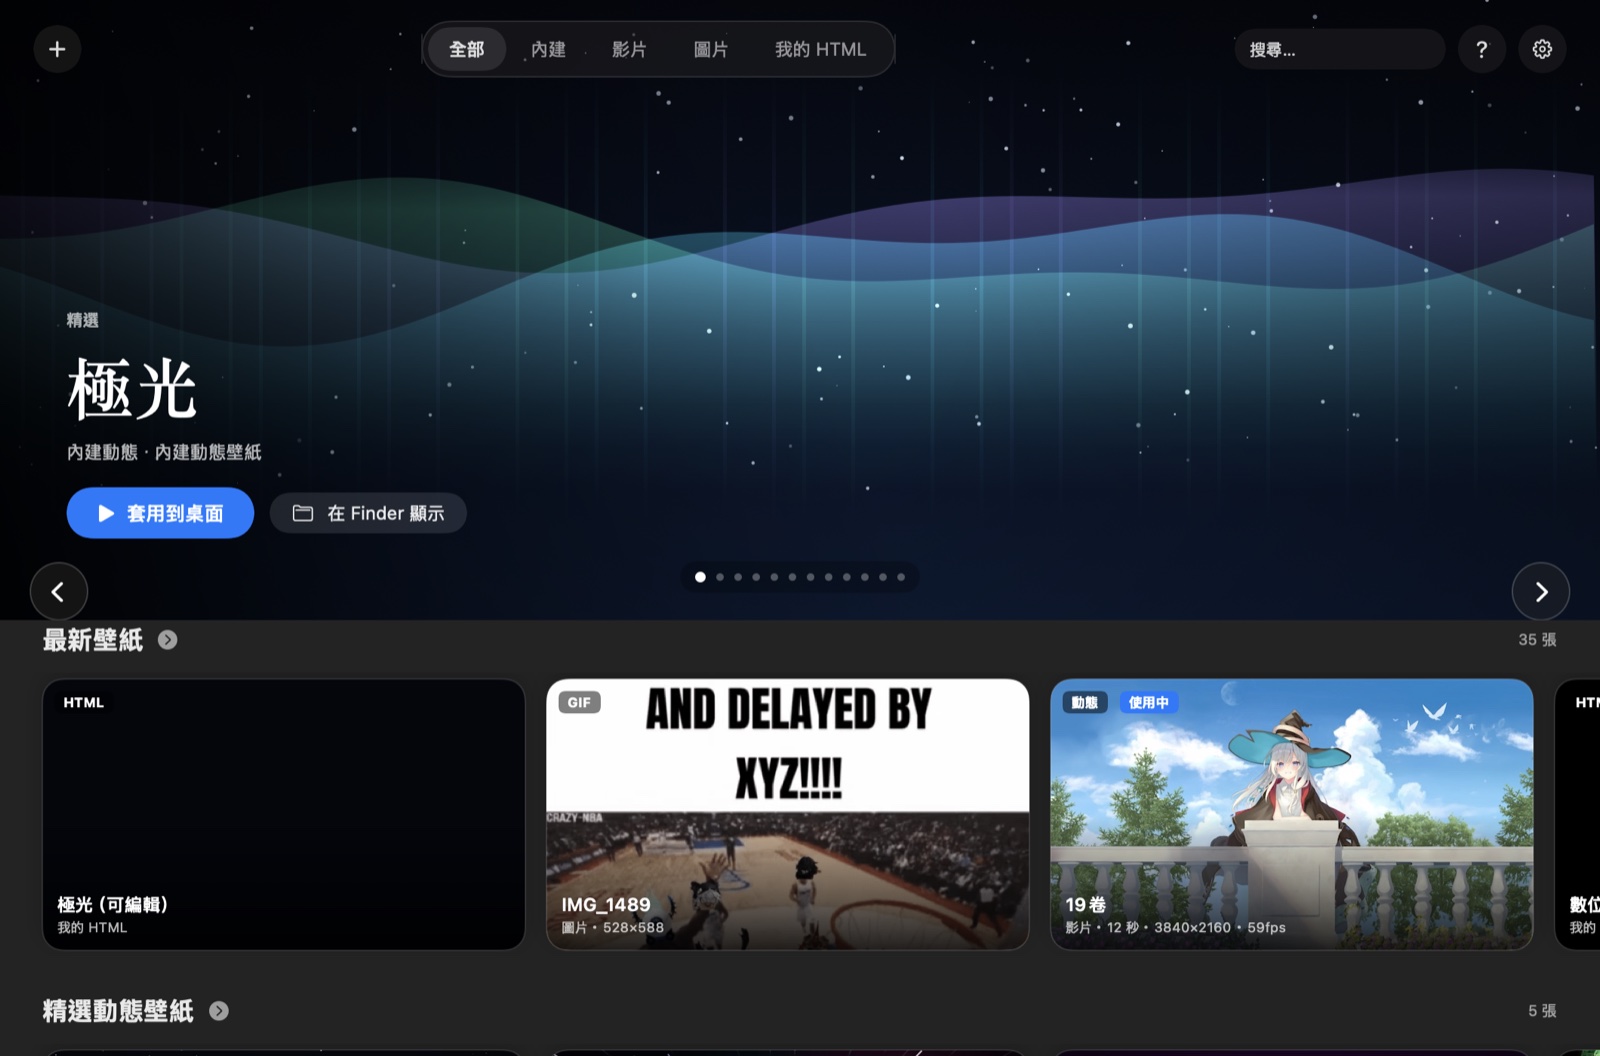 全部
內建
影片
圖片
我的 HTML
搜尋...
?
精選
極光
內建動態 · 內建動態壁紙
套用到桌面
在 Finder 顯示
最新壁紙
35 張
HTML
極光 (可編輯)
我的 HTML
GIF
AND DELAYED BY
XYZ!!!!
CRAZY-NBA
IMG_1489
圖片 • 528×588
動態
使用中
19卷
影片 • 12 秒 • 3840×2160 • 59fps
數位
我的
精選動態壁紙
5 張